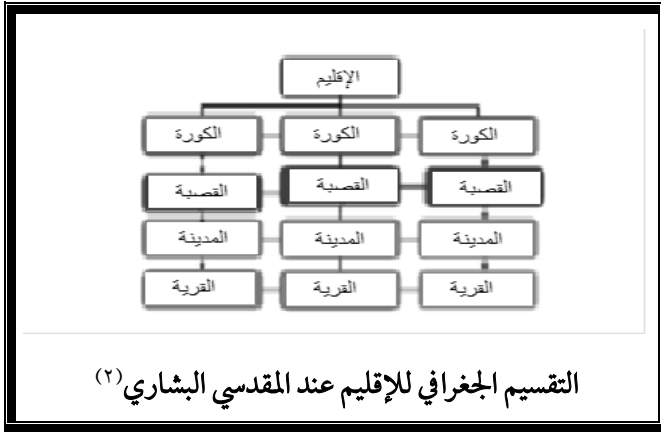 الإقليم
الكورة الكورة الكورة
القصبة القصبة القصبة
المدينة المدينة المدينة
القرية القرية القرية
التقسيم الجغرافي للإقليم عند المقدسي البشاري(٢)